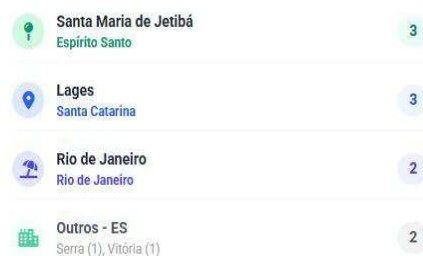 Santa Maria de Jetibá
3
Espírito Santo
Lages
3
Santa Catarina
Rio de Janeiro
2
Rio de Janeiro
Outros - ES
2
Serra (1), Vitória (1)